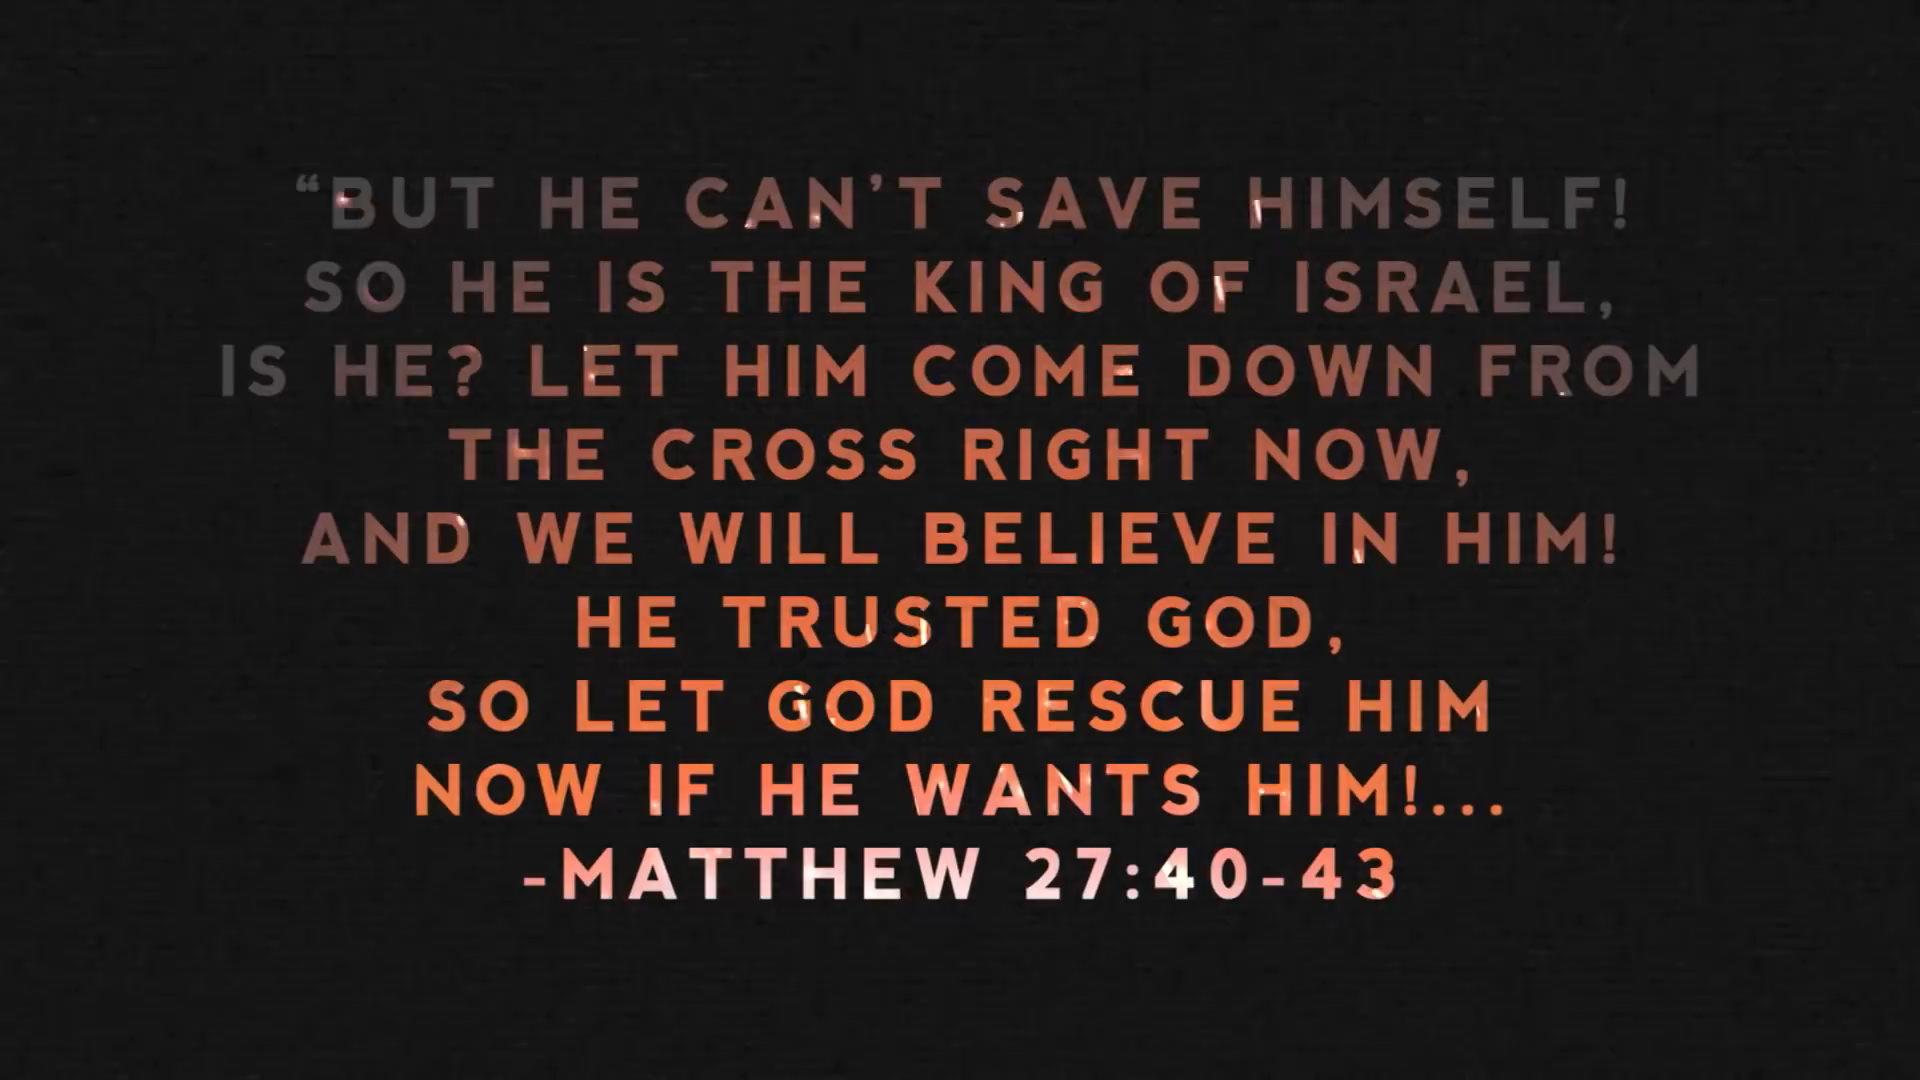 “BUT HE CAN’T SAVE HIMSELF!
SO HE IS THE KING OF ISRAEL,
IS HE? LET HIM COME DOWN FROM
THE CROSS RIGHT NOW,
AND WE WILL BELIEVE IN HIM!
HE TRUSTED GOD,
SO LET GOD RESCUE HIM
NOW IF HE WANTS HIM!...
-MATTHEW 27:40-43